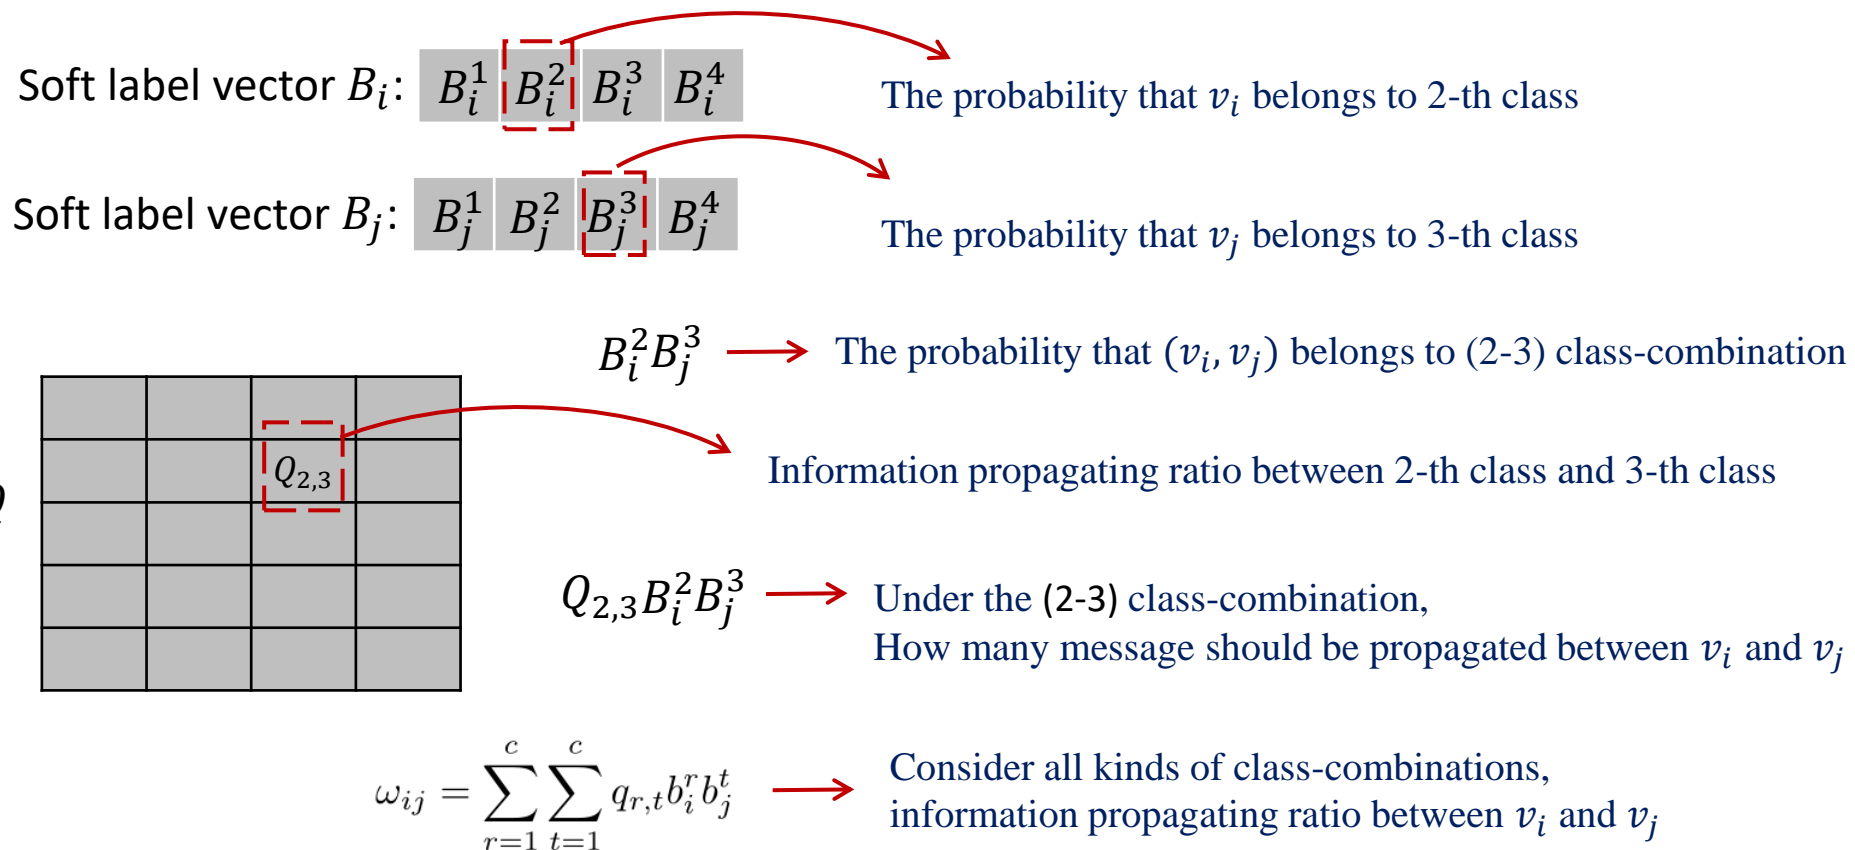 Soft label vector B_i: B_i^1 B_i^2 B_i^3 B_i^4
The probability that v_i belongs to 2-th class
Soft label vector B_j: B_j^1 B_j^2 B_j^3 B_j^4
The probability that v_j belongs to 3-th class
B_i^2 B_j^3
The probability that (v_i, v_j) belongs to (2-3) class-combination
Q_{2,3}
Information propagating ratio between 2-th class and 3-th class
Q_{2,3} B_i^2 B_j^3
Under the (2-3) class-combination,
How many message should be propagated between v_i and v_j
ω_{ij} = \sum_{r=1}^{c} \sum_{t=1}^{c} q_{r,t} b_i^r b_j^t
Consider all kinds of class-combinations,
information propagating ratio between v_i and v_j